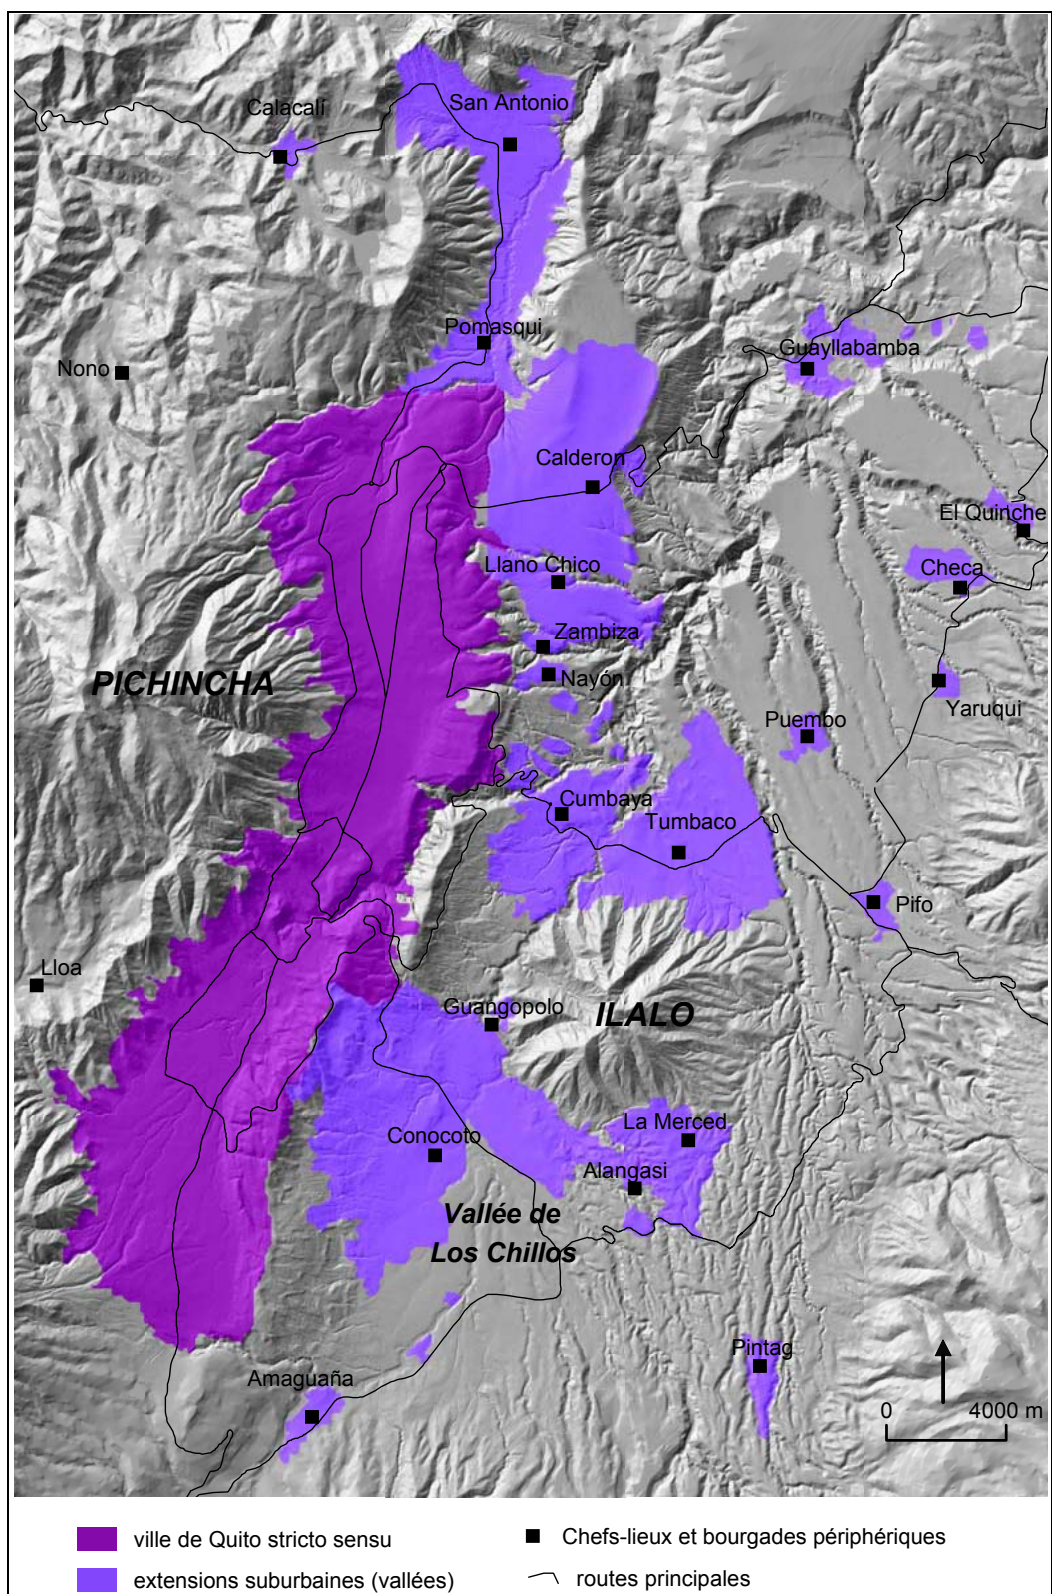 San Antonio
Calacalí
Pomasqui
Nono
Guayllabamba
Calderon
El Quinche
Checa
Llano Chico
Zambiza
Nayón
PICHINCHA
Yaruqui
Puembo
Cumbaya
Tumbaco
Pifo
Lloa
Guangopolo
ILALO
La Merced
Conocoto
Alangasi
Vallée de
Los Chillos
Pintag
Amaguaña
0 4000 m
ville de Quito stricto sensu
Chefs-lieux et bourgades périphériques
extensions suburbaines (vallées)
routes principales